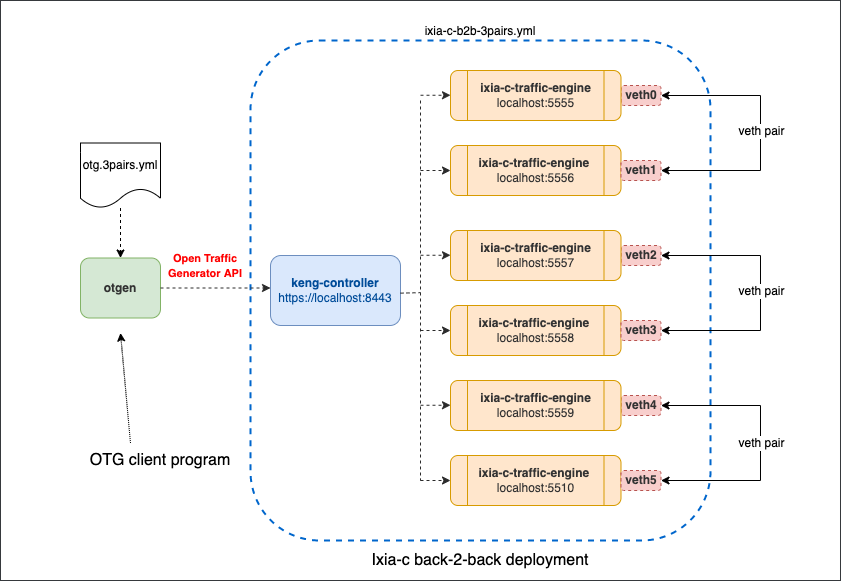 ixia-c-b2b-3pairs.yml
ixia-c-traffic-engine
localhost:5555
veth0
veth pair
ixia-c-traffic-engine
localhost:5556
veth1
otg.3pairs.yml
Open Traffic
Generator API
otgen
keng-controller
https://localhost:8443
ixia-c-traffic-engine
localhost:5557
veth2
veth pair
ixia-c-traffic-engine
localhost:5558
veth3
ixia-c-traffic-engine
localhost:5559
veth4
veth pair
ixia-c-traffic-engine
localhost:5510
veth5
OTG client program
Ixia-c back-2-back deployment